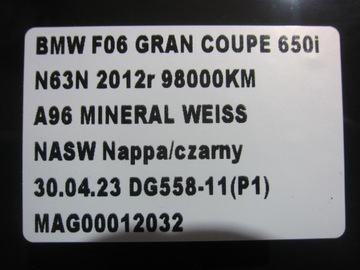 BMW F06 GRAN COUPE 650i
N63N 2012r 98000KM
A96 MINERAL WEISS
NASW Nappa/czarny
30.04.23 DG558-11(P1)
MAG00012032